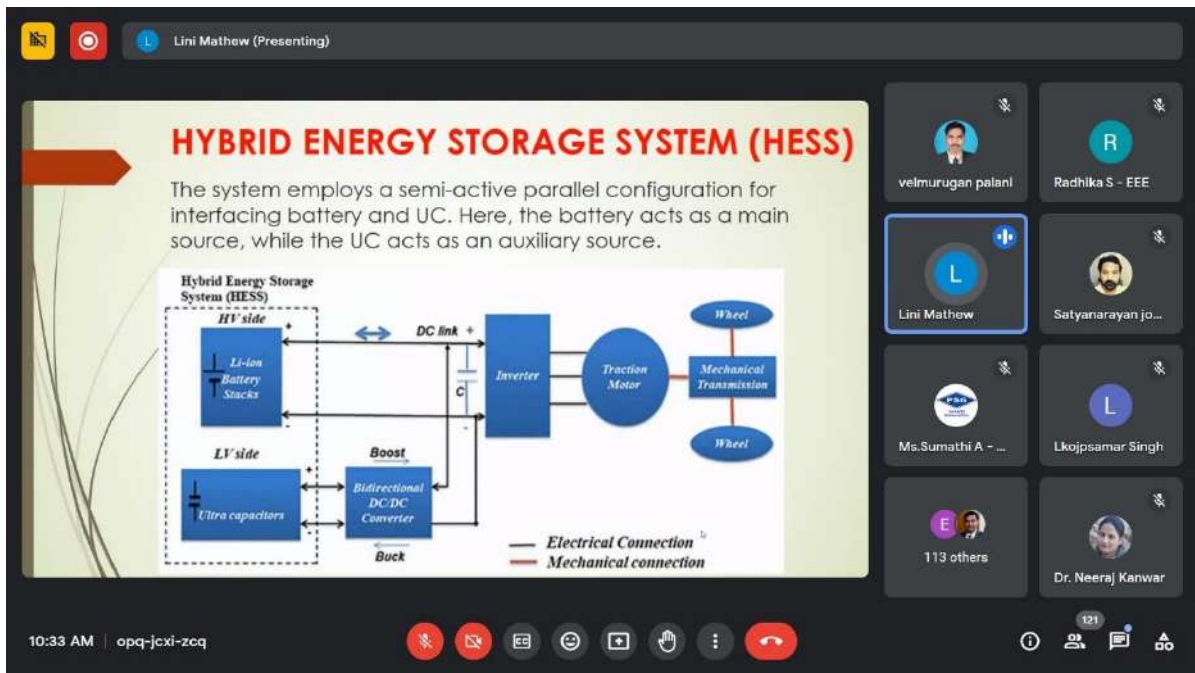 L Lini Mathew (Presenting)
HYBRID ENERGY STORAGE SYSTEM (HESS)
The system employs a semi-active parallel configuration for
interfacing battery and UC. Here, the battery acts as a main
source, while the UC acts as an auxiliary source.
Hybrid Energy Storage
System (HESS)
HV side
+
DC link +
Li-ion
Battery
Stacks
C
-
-
Inverter
Traction
Motor
Wheel
Mechanical
Transmission
Wheel
LV side
Boost
+
Ultra capacitors
-
Bidirectional
DC/DC
Converter
Buck
Electrical Connection
Mechanical connection
velmurugan palani
R
Radhika S - EEE
L
Lini Mathew
Satyanarayan jo...
PSG
Ms.Sumathi A - ...
L
Lkojpsamar Singh
E
113 others
Dr. Neeraj Kanwar
10:33 AM | opq-jcxi-zcq
CC
121